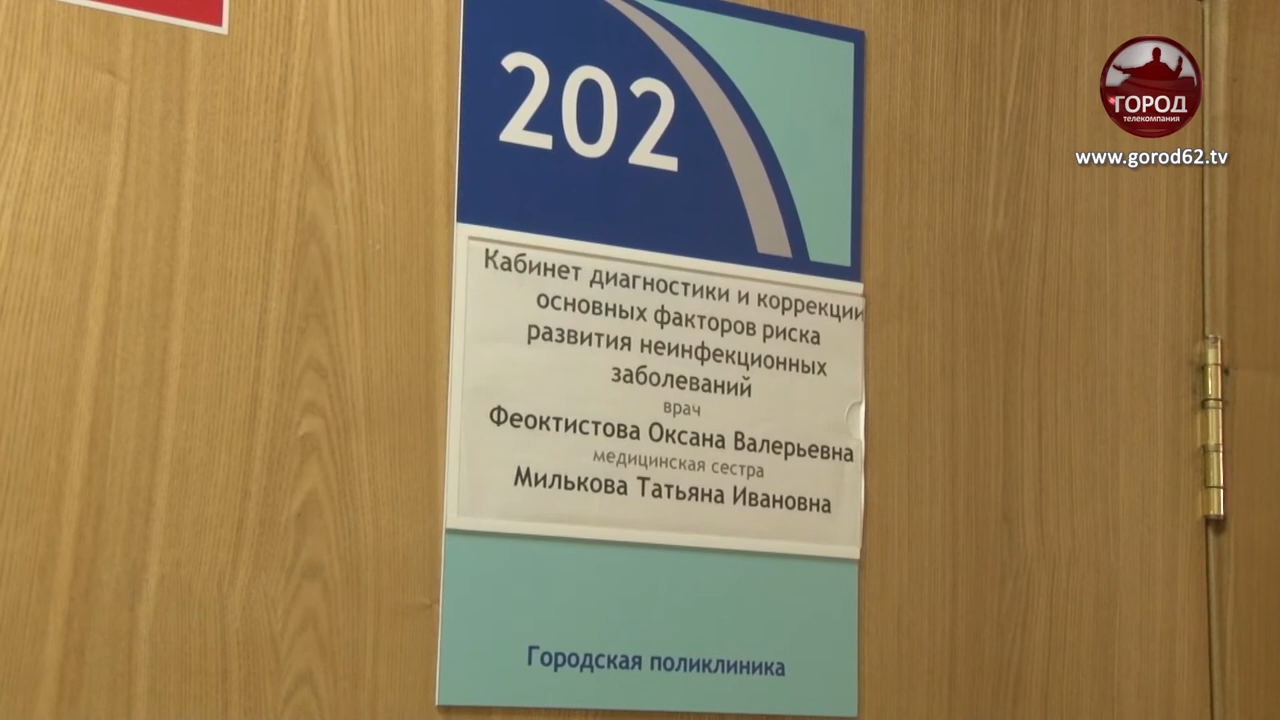 202
ГОРОД
телекомпания
www.gorod62.tv
Кабинет диагностики и коррекции
основных факторов риска
развития неинфекционных
заболеваний
врач
Феоктистова Оксана Валерьевна
медицинская сестра
Милькова Татьяна Ивановна
Городская поликлиника